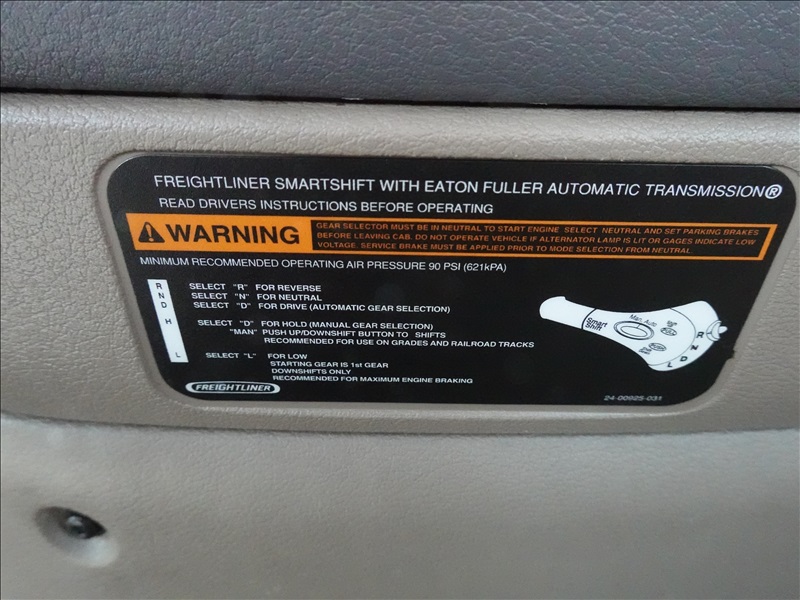 FREIGHTLINER SMARTSHIFT WITH EATON FULLER AUTOMATIC TRANSMISSION®
READ DRIVERS INSTRUCTIONS BEFORE OPERATING
WARNING
GEAR SELECTOR MUST BE IN NEUTRAL TO START ENGINE. SELECT NEUTRAL AND SET PARKING BRAKES
BEFORE LEAVING CAB. DO NOT OPERATE VEHICLE IF ALTERNATOR LAMP IS LIT OR GAGES INDICATE LOW
VOLTAGE. SERVICE BRAKE MUST BE APPLIED PRIOR TO MODE SELECTION FROM NEUTRAL.
MINIMUM RECOMMENDED OPERATING AIR PRESSURE 90 PSI (621kPA)
R SELECT "R" FOR REVERSE
N SELECT "N" FOR NEUTRAL
D SELECT "D" FOR DRIVE (AUTOMATIC GEAR SELECTION)
H SELECT "D" FOR HOLD (MANUAL GEAR SELECTION)
"MAN" PUSH UP/DOWNSHIFT BUTTON TO SHIFTS
RECOMMENDED FOR USE ON GRADES AND RAILROAD TRACKS
L SELECT "L" FOR LOW
STARTING GEAR IS 1st GEAR
DOWNSHIFTS ONLY
RECOMMENDED FOR MAXIMUM ENGINE BRAKING
Smart
Shift
Man. Auto
R
N
D
L
FREIGHTLINER
24-00925-031